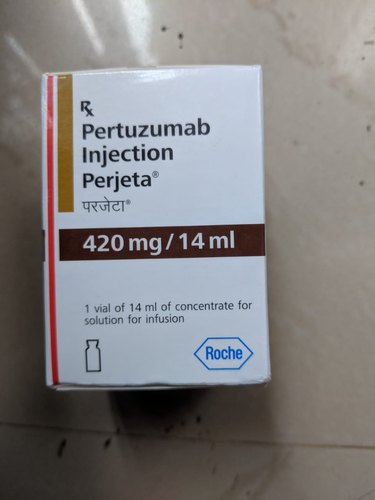 Rx
Pertuzumab
Injection
Perjeta®
परजेटा®
420 mg/14 ml
1 vial of 14 ml of concentrate for
solution for infusion
Roche